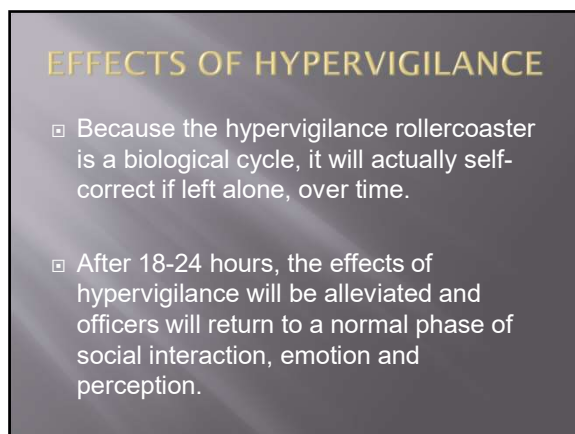 EFFECTS OF HYPERVIGILANCE
Because the hypervigilance rollercoaster
is a biological cycle, it will actually self-
correct if left alone, over time.
After 18-24 hours, the effects of
hypervigilance will be alleviated and
officers will return to a normal phase of
social interaction, emotion and
perception.